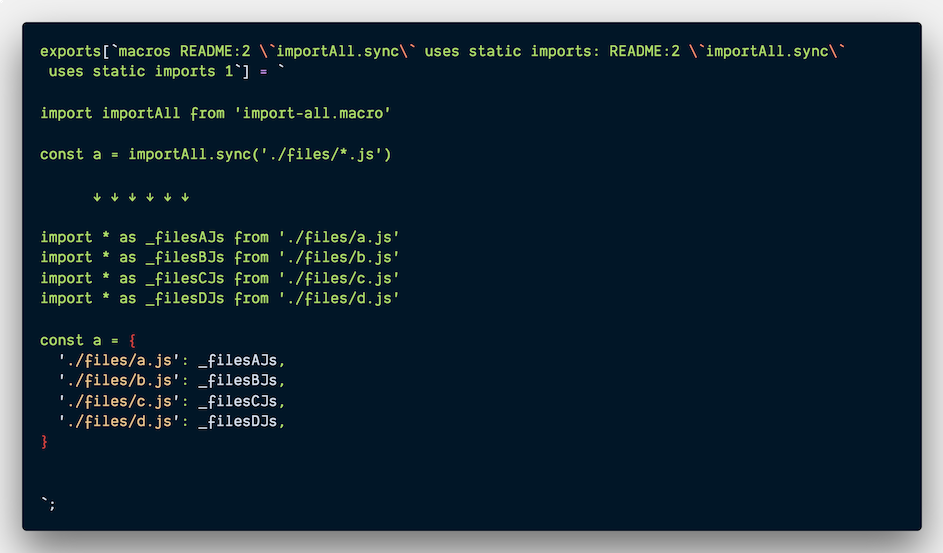 exports[`macros README:2 \`importAll.sync\` uses static imports: README:2 \`importAll.sync\`
uses static imports 1`] = `
import importAll from 'import-all.macro'
const a = importAll.sync('./files/*.js')
↓ ↓ ↓ ↓ ↓ ↓
import * as _filesAJs from './files/a.js'
import * as _filesBJs from './files/b.js'
import * as _filesCJs from './files/c.js'
import * as _filesDJs from './files/d.js'
const a = {
'./files/a.js': _filesAJs,
'./files/b.js': _filesBJs,
'./files/c.js': _filesCJs,
'./files/d.js': _filesDJs,
}
`;